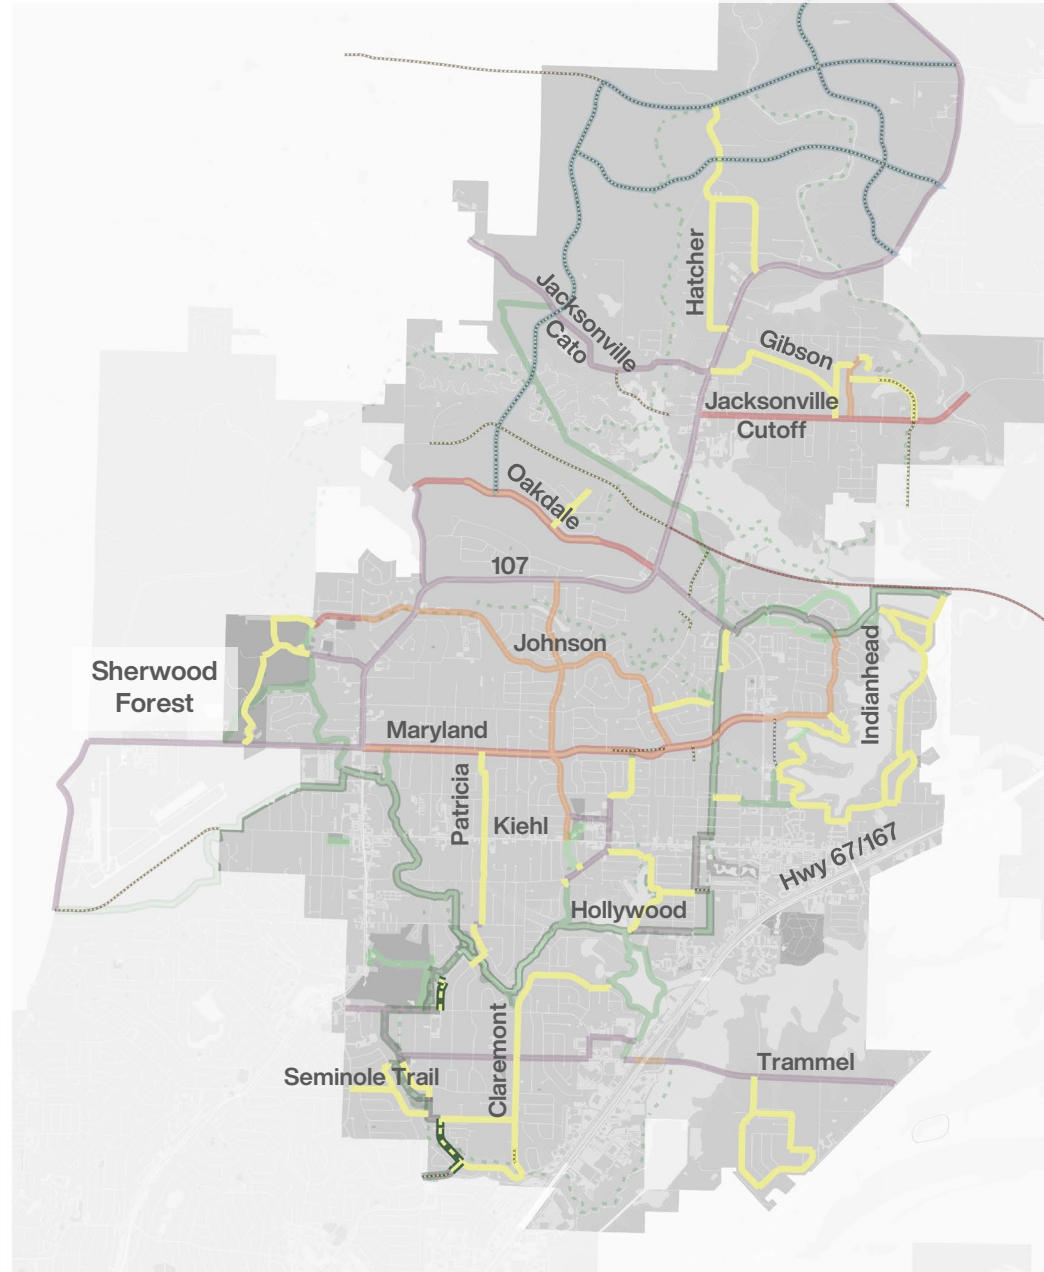 Hatcher
Jacksonville
Cato
Gibson
Jacksonville
Cutoff
Oakdale
107
Johnson
Sherwood
Forest
Indianhead
Maryland
Patricia
Kiehl
Hwy 67/167
Hollywood
Claremont
Trammel
Seminole Trail